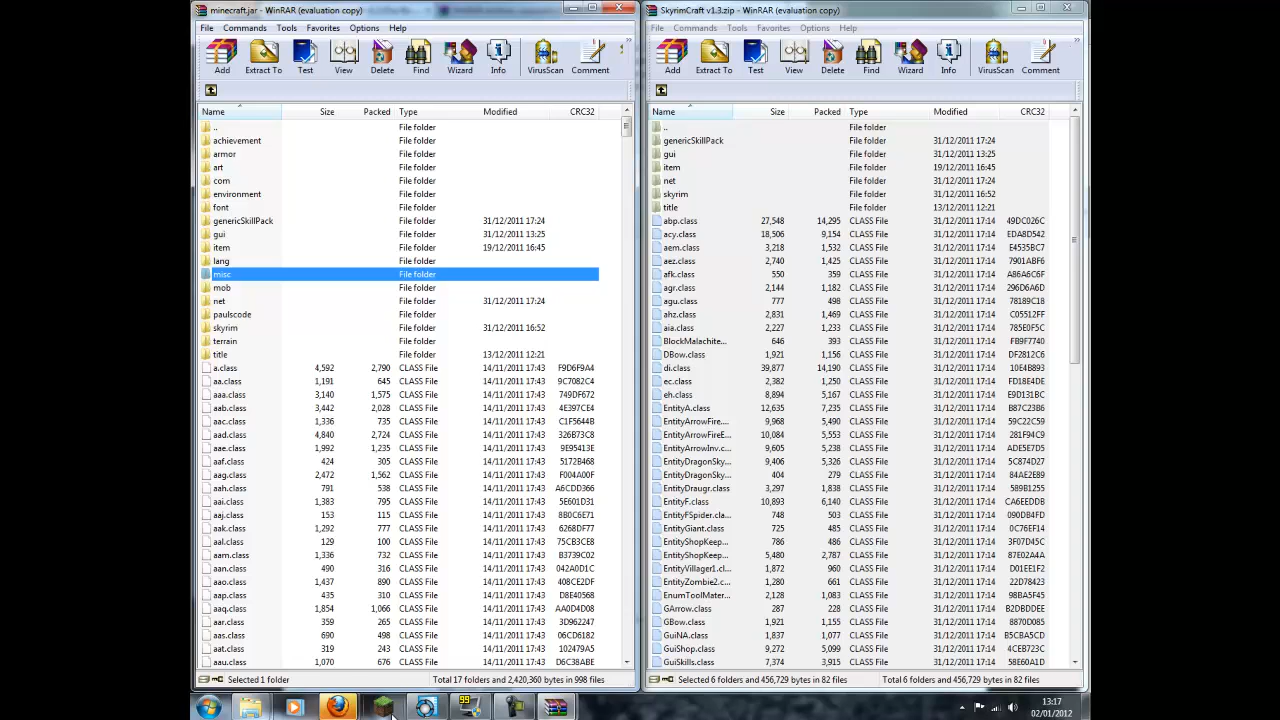 minecraft.jar - WinRAR (evaluation copy)
File Commands Tools Favorites Options Help
Add Extract To Test View Delete Find Wizard Info VirusScan Comment
Name Size Packed Type Modified CRC32
.. File folder
achievement File folder
armor File folder
art File folder
com File folder
environment File folder
font File folder
genericSkillPack File folder 31/12/2011 17:24
gui File folder 31/12/2011 13:25
item File folder 19/12/2011 16:45
lang File folder
misc File folder
mob File folder
net File folder 31/12/2011 17:24
paulscode File folder
skyrim File folder 31/12/2011 16:52
terrain File folder
title File folder 13/12/2011 12:21
a.class 4,592 2,790 CLASS File 14/11/2011 17:43 F9D6F9A4
aa.class 1,191 645 CLASS File 14/11/2011 17:43 9C7082C4
aaa.class 3,140 1,575 CLASS File 14/11/2011 17:43 749DF672
aab.class 3,442 2,028 CLASS File 14/11/2011 17:43 4E397CE4
aac.class 1,336 735 CLASS File 14/11/2011 17:43 C1F5644B
aad.class 4,840 2,724 CLASS File 14/11/2011 17:43 326B73C8
aae.class 1,992 1,235 CLASS File 14/11/2011 17:43 9E95413E
aaf.class 424 305 CLASS File 14/11/2011 17:43 5172B468
aag.class 2,472 1,562 CLASS File 14/11/2011 17:43 F004A00F
aah.class 791 538 CLASS File 14/11/2011 17:43 A6CDD366
aai.class 1,383 795 CLASS File 14/11/2011 17:43 5E601D31
aaj.class 153 115 CLASS File 14/11/2011 17:43 8B0C6E71
aak.class 1,292 777 CLASS File 14/11/2011 17:43 6268DF77
aal.class 129 100 CLASS File 14/11/2011 17:43 75CB3CE8
aam.class 1,336 732 CLASS File 14/11/2011 17:43 B3739C02
aan.class 490 316 CLASS File 14/11/2011 17:43 042A0D1C
aao.class 1,437 890 CLASS File 14/11/2011 17:43 408CE2DF
aap.class 435 310 CLASS File 14/11/2011 17:43 D8E40568
aaq.class 1,854 1,066 CLASS File 14/11/2011 17:43 AA0D4D08
aar.class 359 265 CLASS File 14/11/2011 17:43 3D962247
aas.class 690 498 CLASS File 14/11/2011 17:43 06CD6182
aat.class 319 243 CLASS File 14/11/2011 17:43 102479A5
aau.class 1,070 676 CLASS File 14/11/2011 17:43 D6C38ABE
Selected 1 folder Total 17 folders and 2,420,360 bytes in 998 files
SkyrimCraft v1.3.zip - WinRAR (evaluation copy)
File Commands Tools Favorites Options Help
Add Extract To Test View Delete Find Wizard Info VirusScan Comment
Name Size Packed Type Modified CRC32
.. File folder
genericSkillPack File folder 31/12/2011 17:24
gui File folder 31/12/2011 13:25
item File folder 19/12/2011 16:45
net File folder 31/12/2011 17:24
skyrim File folder 31/12/2011 16:52
title File folder 13/12/2011 12:21
abp.class 27,548 14,295 CLASS File 31/12/2011 17:14 49DC026C
acy.class 18,506 9,154 CLASS File 31/12/2011 17:14 EDA8D542
aem.class 3,218 1,532 CLASS File 31/12/2011 17:14 E4535BC7
aez.class 2,740 1,425 CLASS File 31/12/2011 17:14 7901ABF6
afk.class 550 359 CLASS File 31/12/2011 17:14 A86A6C6F
agr.class 2,144 1,182 CLASS File 31/12/2011 17:14 296D6A6D
agu.class 777 498 CLASS File 31/12/2011 17:14 78189C18
ahz.class 2,831 1,469 CLASS File 31/12/2011 17:14 C05512FF
aia.class 2,227 1,233 CLASS File 31/12/2011 17:14 785E0F5C
BlockMalachite... 646 393 CLASS File 31/12/2011 17:14 FB9F7740
DBow.class 1,921 1,156 CLASS File 31/12/2011 17:14 DF2812C6
di.class 39,877 14,190 CLASS File 31/12/2011 17:14 10E4B893
ec.class 2,382 1,250 CLASS File 31/12/2011 17:14 FD18E4DE
eh.class 8,894 5,167 CLASS File 31/12/2011 17:14 E9D131BC
EntityA.class 12,635 7,235 CLASS File 31/12/2011 17:14 B87C23B6
EntityArrowFire.... 9,968 5,490 CLASS File 31/12/2011 17:14 59C22C59
EntityArrowFireE... 10,084 5,553 CLASS File 31/12/2011 17:14 281F94C9
EntityArrowInv.c... 9,439 5,238 CLASS File 31/12/2011 17:14 ADE5E7D5
EntityDragonSky... 9,406 5,326 CLASS File 31/12/2011 17:14 5C874D27
EntityDragonSky... 404 279 CLASS File 31/12/2011 17:14 84AE2E89
EntityDraugr.class 3,297 1,838 CLASS File 31/12/2011 17:14 589B1255
EntityF.class 10,893 6,140 CLASS File 31/12/2011 17:14 CA6EEDDB
EntityFSpider.cla... 748 503 CLASS File 31/12/2011 17:14 090DB4FD
EntityGiant.class 725 485 CLASS File 31/12/2011 17:14 0C76EF14
EntityShopKeep... 786 486 CLASS File 31/12/2011 17:14 3F07D45C
EntityShopKeep... 5,480 2,787 CLASS File 31/12/2011 17:14 87E02A4A
EntityVillager1.cl... 1,872 960 CLASS File 31/12/2011 17:14 D01EE1F2
EntityZombie2.cl... 1,280 661 CLASS File 31/12/2011 17:14 22D78423
EnumToolMater... 2,128 1,083 CLASS File 31/12/2011 17:14 98BA5F45
GArrow.class 287 228 CLASS File 31/12/2011 17:14 B2DBDDEE
GBow.class 1,921 1,155 CLASS File 31/12/2011 17:14 DBCA65B0
GuiNA.class 1,837 1,077 CLASS File 31/12/2011 17:14 B5CBA5CD
GuiShop.class 9,272 5,099 CLASS File 31/12/2011 17:14 4CEB723C
GuiSkills.class 7,374 3,915 CLASS File 31/12/2011 17:14 58E60A1D
Selected 6 folders and 456,729 bytes in 82 files Total 6 folders and 456,729 bytes in 82 files
99
13:17
02/01/2012